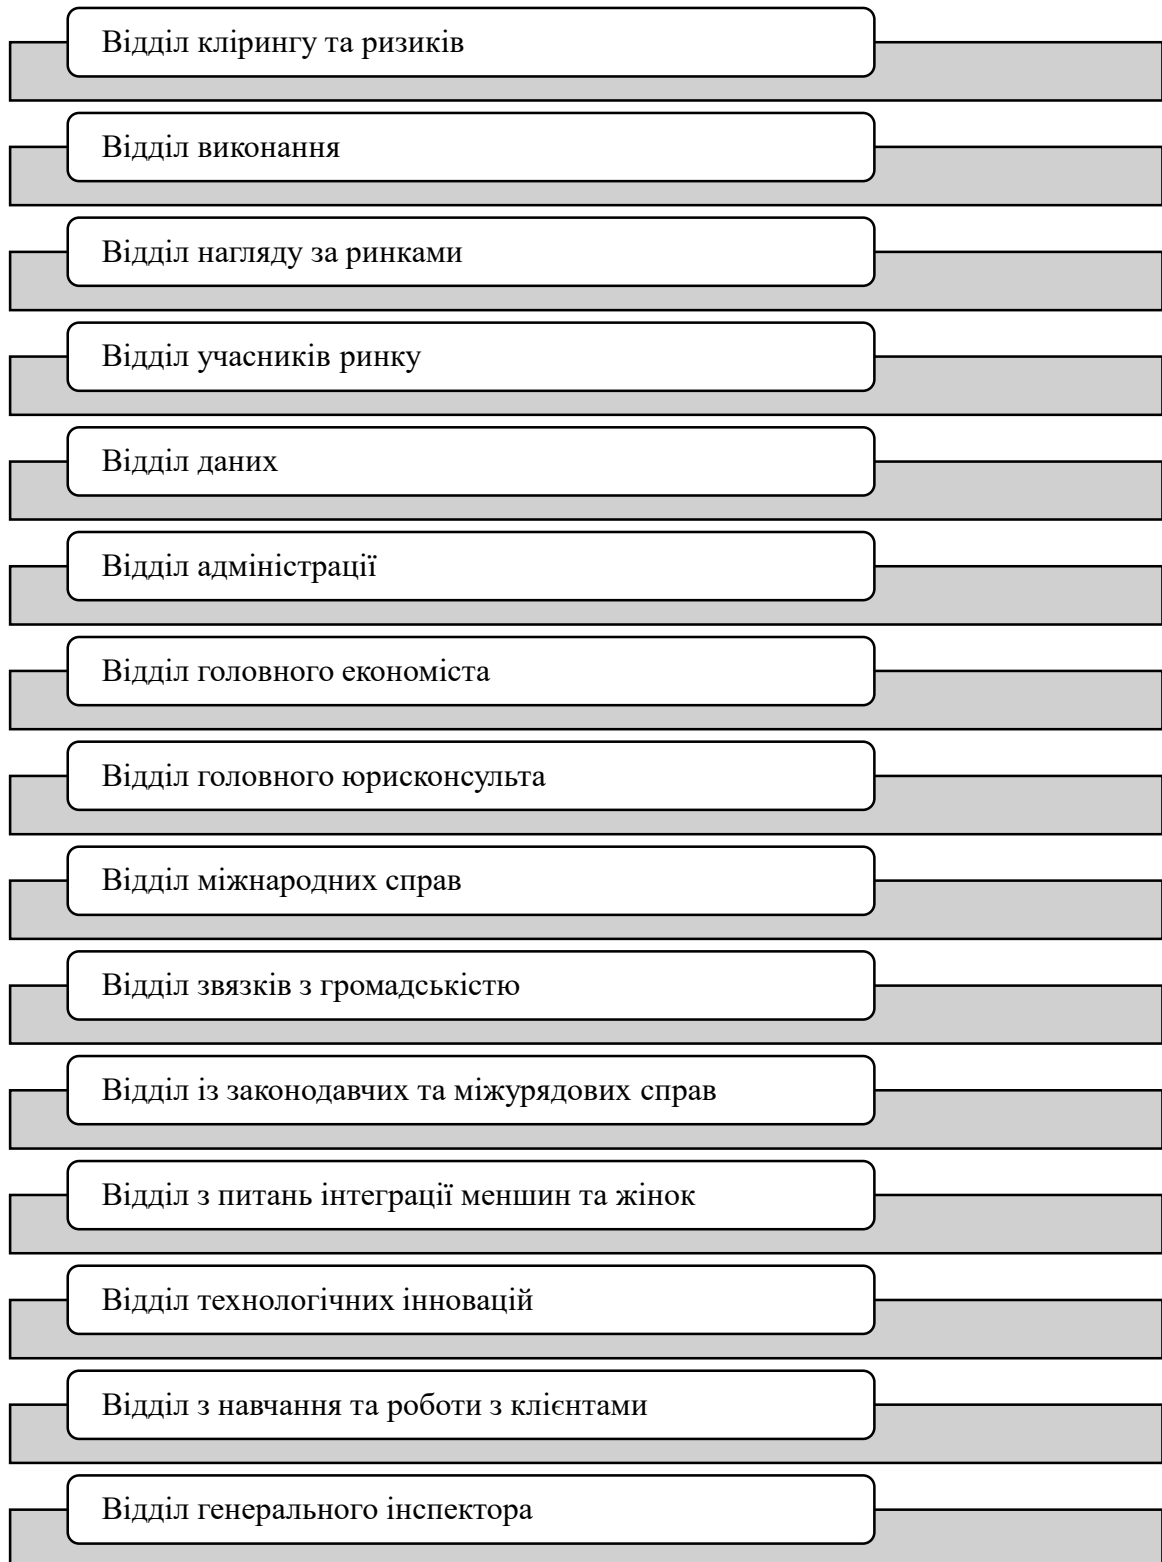 Відділ клірингу та ризиків
Відділ виконання
Відділ нагляду за ринками
Відділ учасників ринку
Відділ даних
Відділ адміністрації
Відділ головного економіста
Відділ головного юрисконсульта
Відділ міжнародних справ
Відділ звязків з громадськістю
Відділ із законодавчих та міжурядових справ
Відділ з питань інтеграції меншин та жінок
Відділ технологічних інновацій
Відділ з навчання та роботи з клієнтами
Відділ генерального інспектора